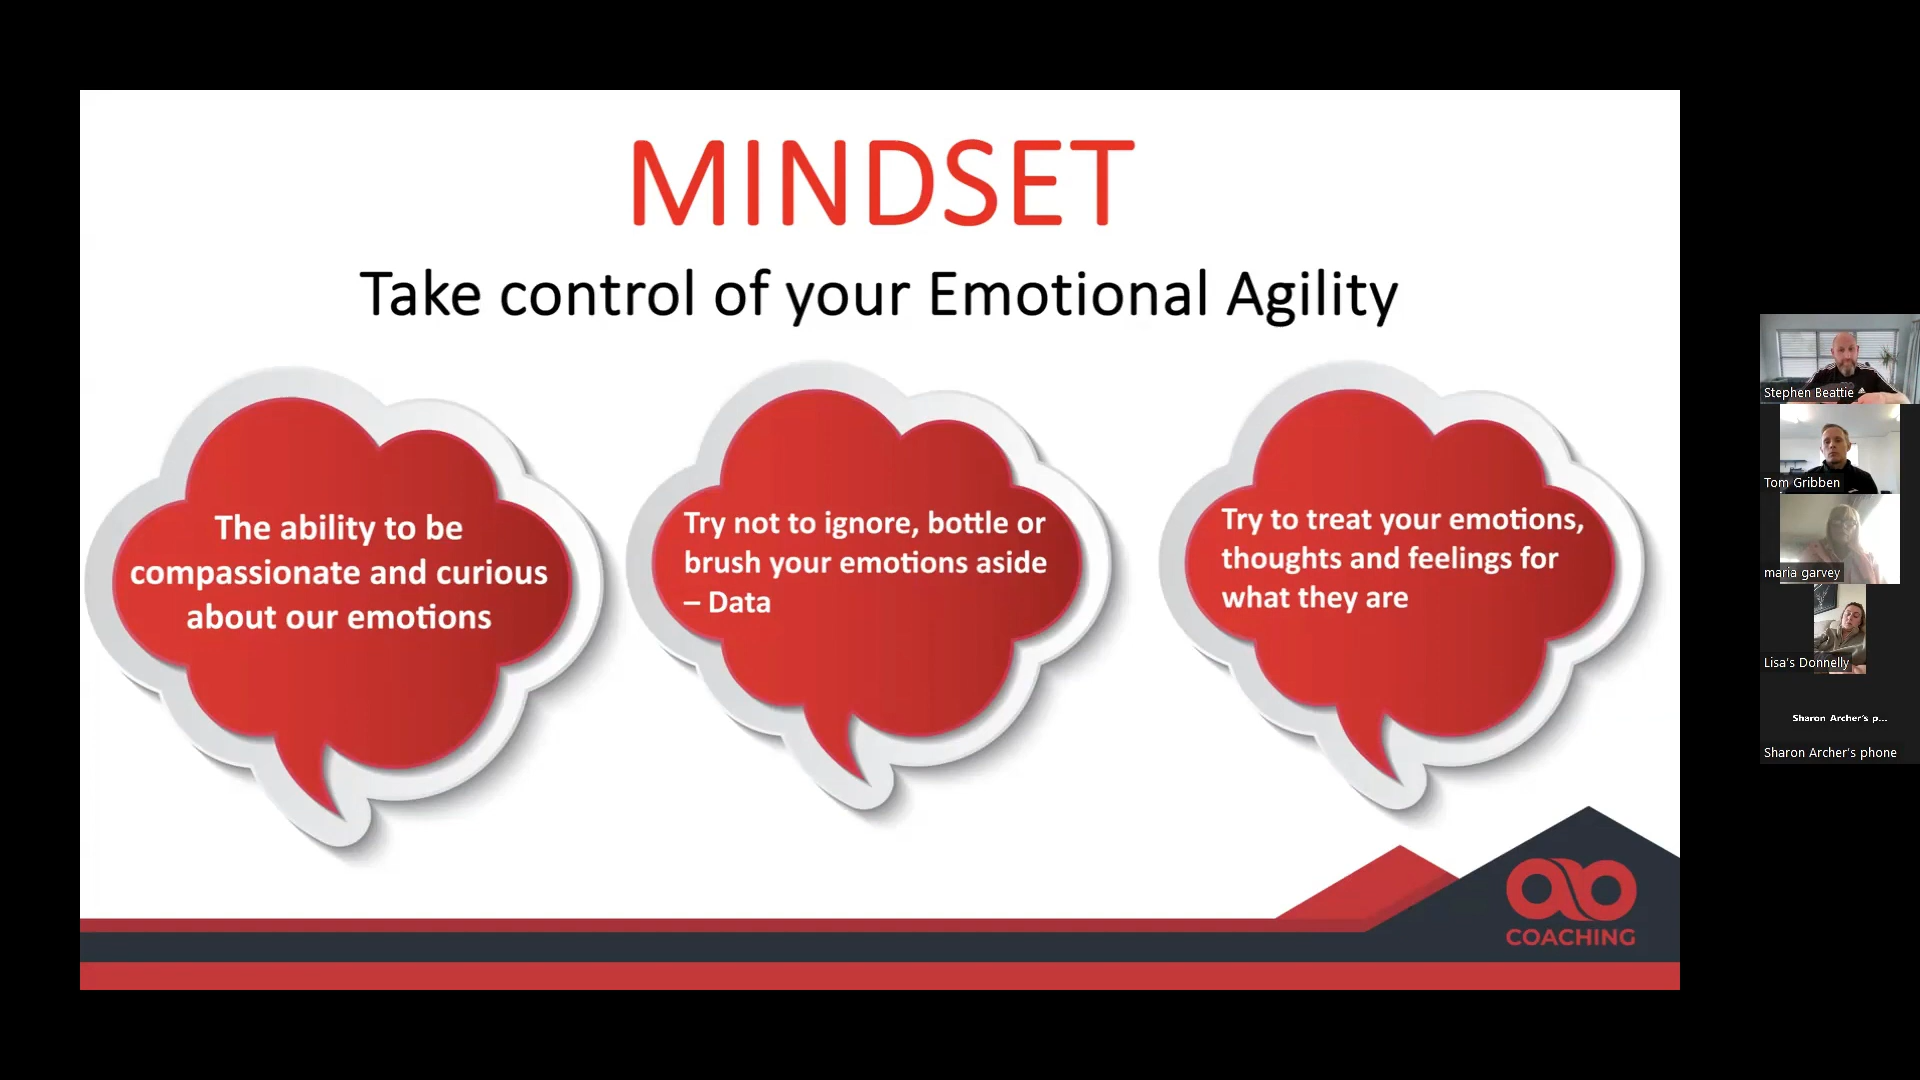 MINDSET
Take control of your Emotional Agility
The ability to be
compassionate and curious
about our emotions
Try not to ignore, bottle or
brush your emotions aside
– Data
Try to treat your emotions,
thoughts and feelings for
what they are
COACHING
Stephen Beattie
Tom Gribben
maria garvey
Lisa's Donnelly
Sharon Archer's p...
Sharon Archer's phone